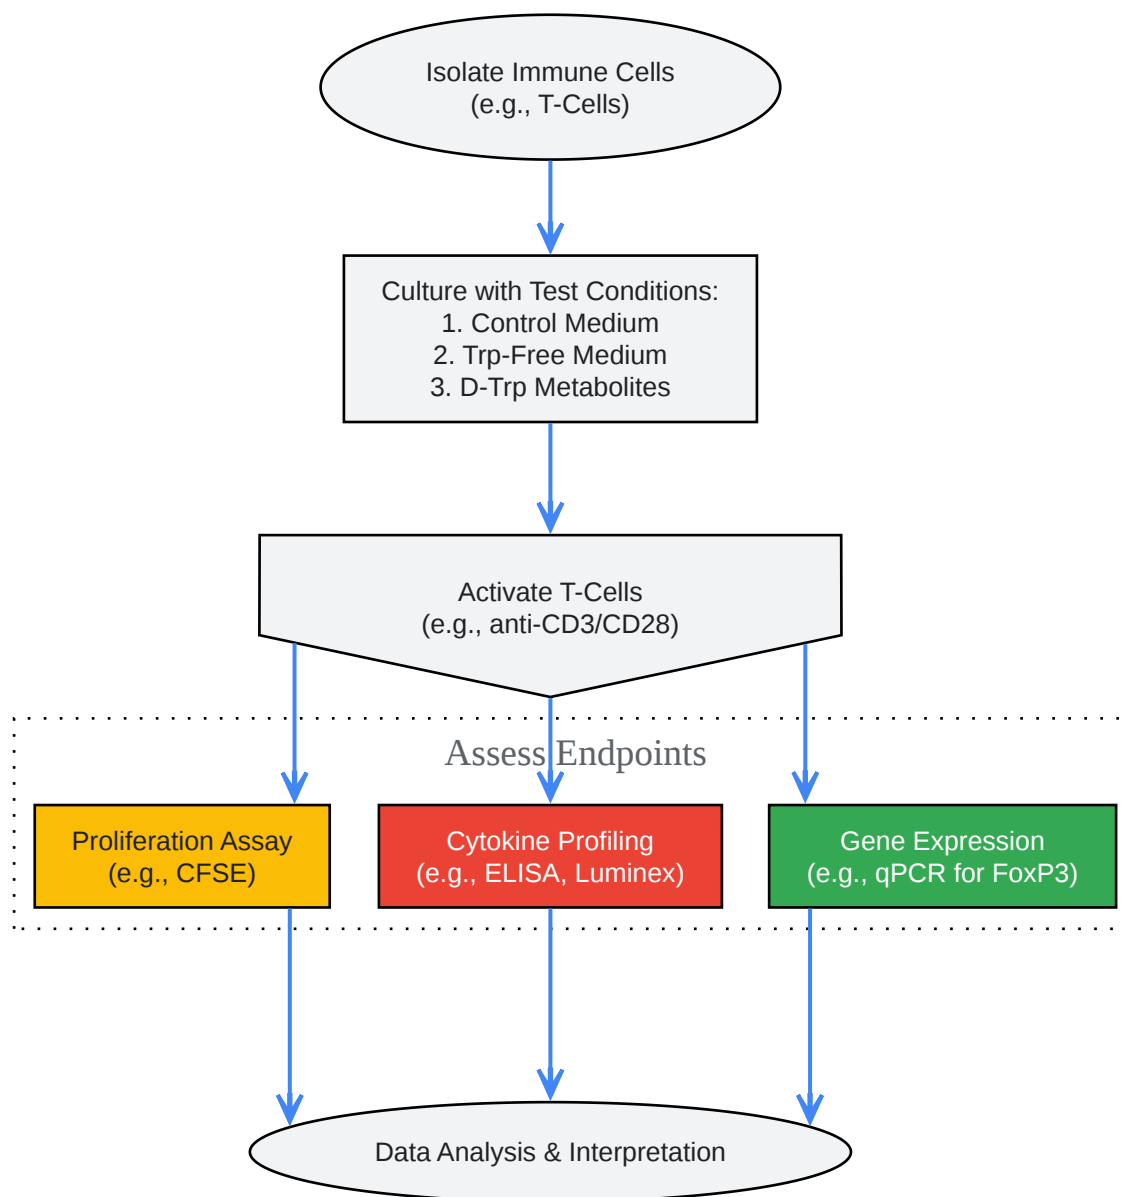 Isolate Immune Cells
(e.g., T-Cells)
Culture with Test Conditions:
1. Control Medium
2. Trp-Free Medium
3. D-Trp Metabolites
Activate T-Cells
(e.g., anti-CD3/CD28)
Assess Endpoints
Proliferation Assay
(e.g., CFSE)
Cytokine Profiling
(e.g., ELISA, Luminex)
Gene Expression
(e.g., qPCR for FoxP3)
Data Analysis & Interpretation